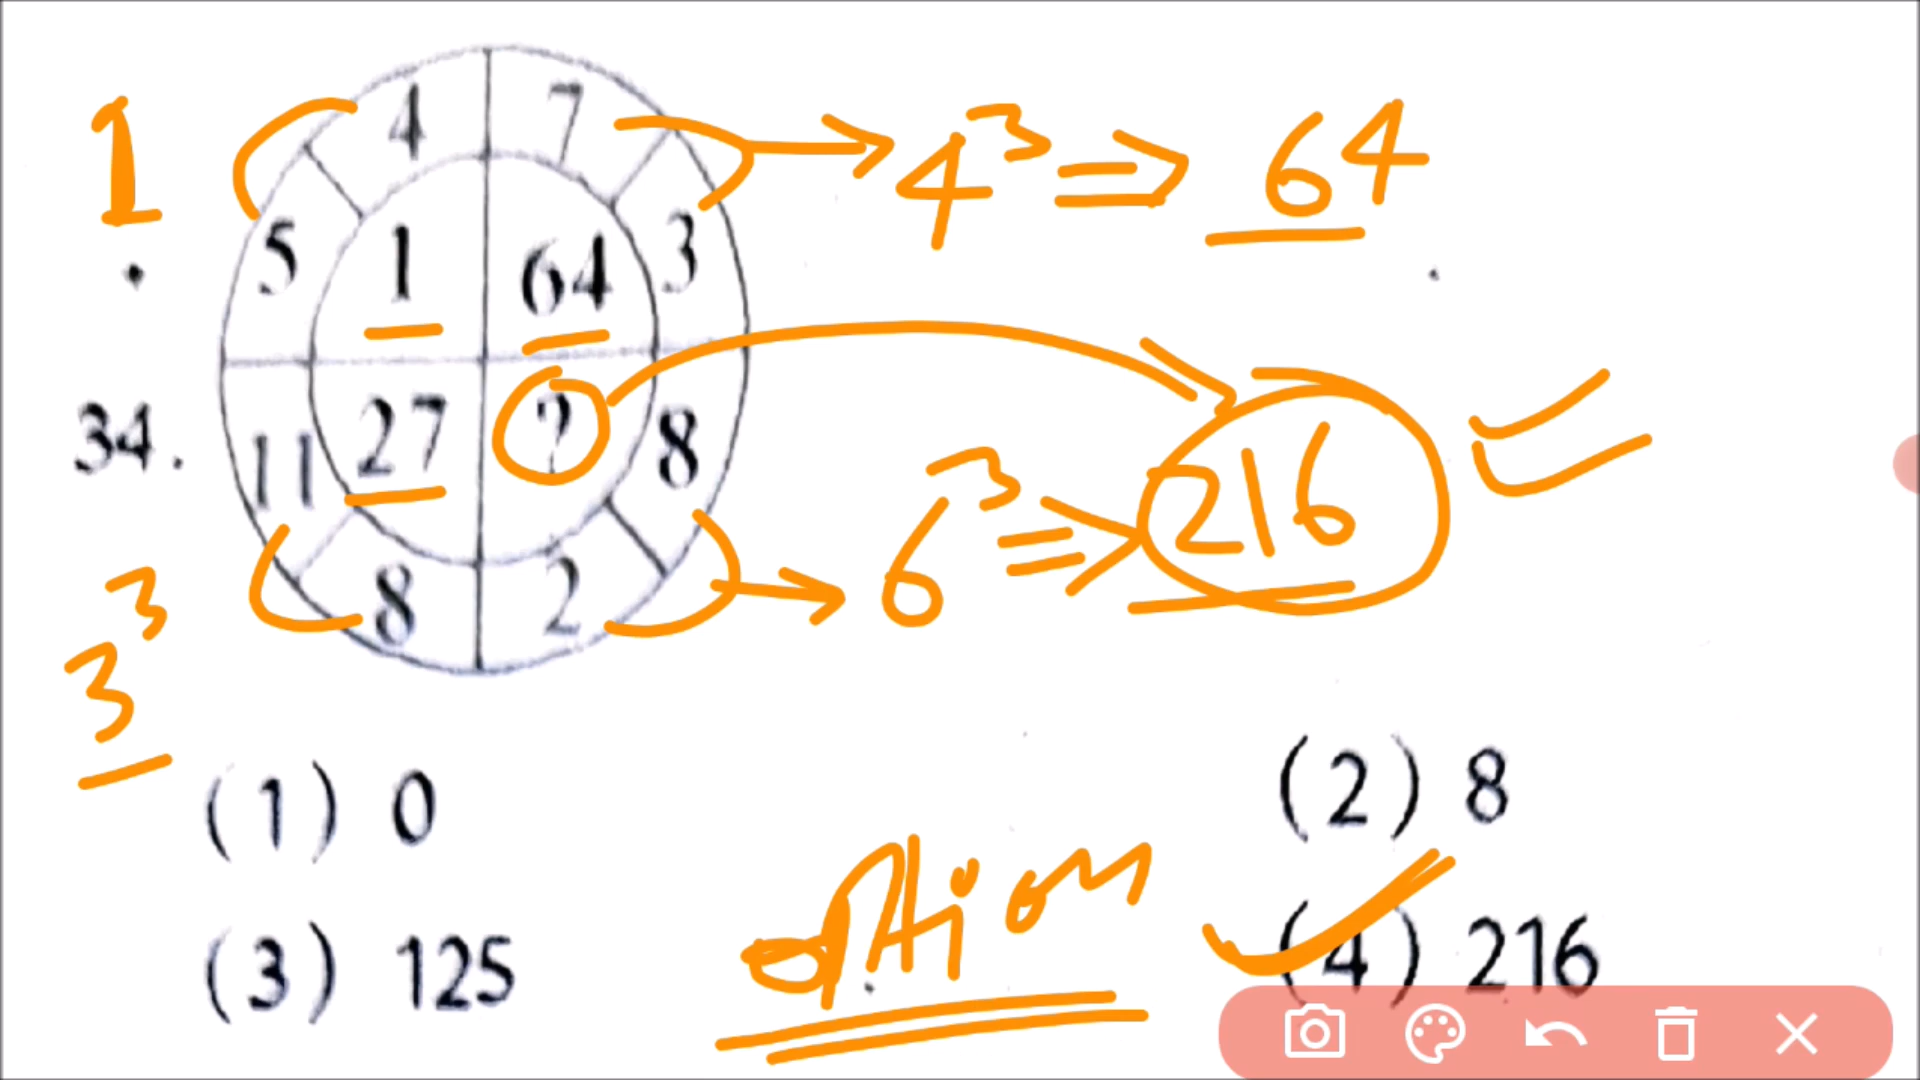 4 7
1 4³ ⇒ 64
5 1 64 3
34. 11 27 ? 8
6³ ⇒ 216
8 2
3³
(1) 0 (2) 8
option
(3) 125 (4) 216